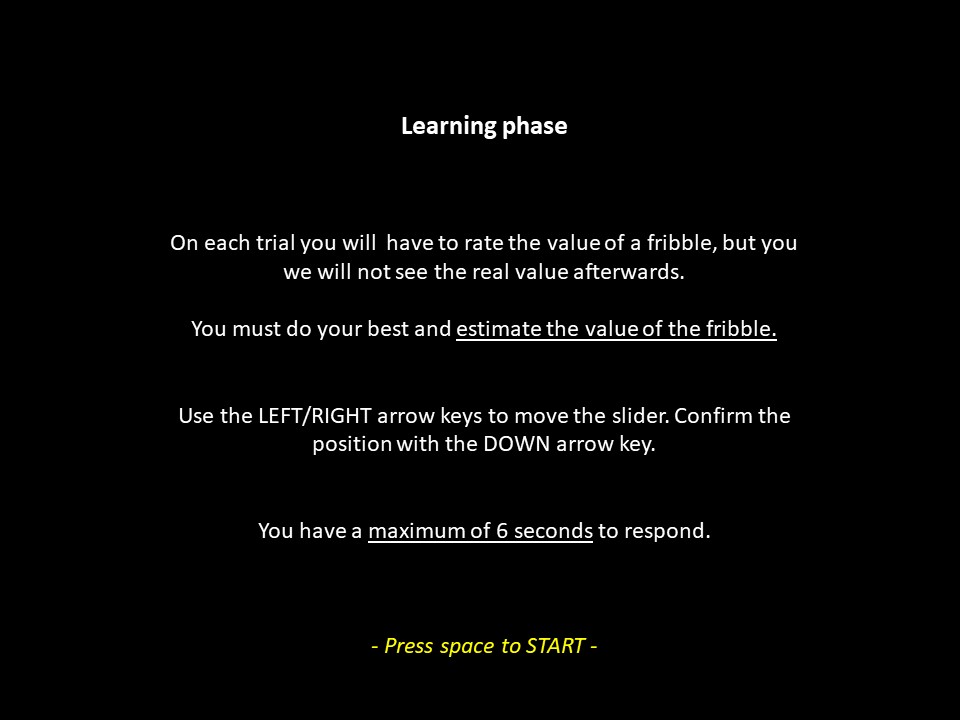 Learning phase
On each trial you will  have to rate the value of a fribble, but you
we will not see the real value afterwards.
You must do your best and estimate the value of the fribble.
Use the LEFT/RIGHT arrow keys to move the slider. Confirm the
position with the DOWN arrow key.
You have a maximum of 6 seconds to respond.
- Press space to START -